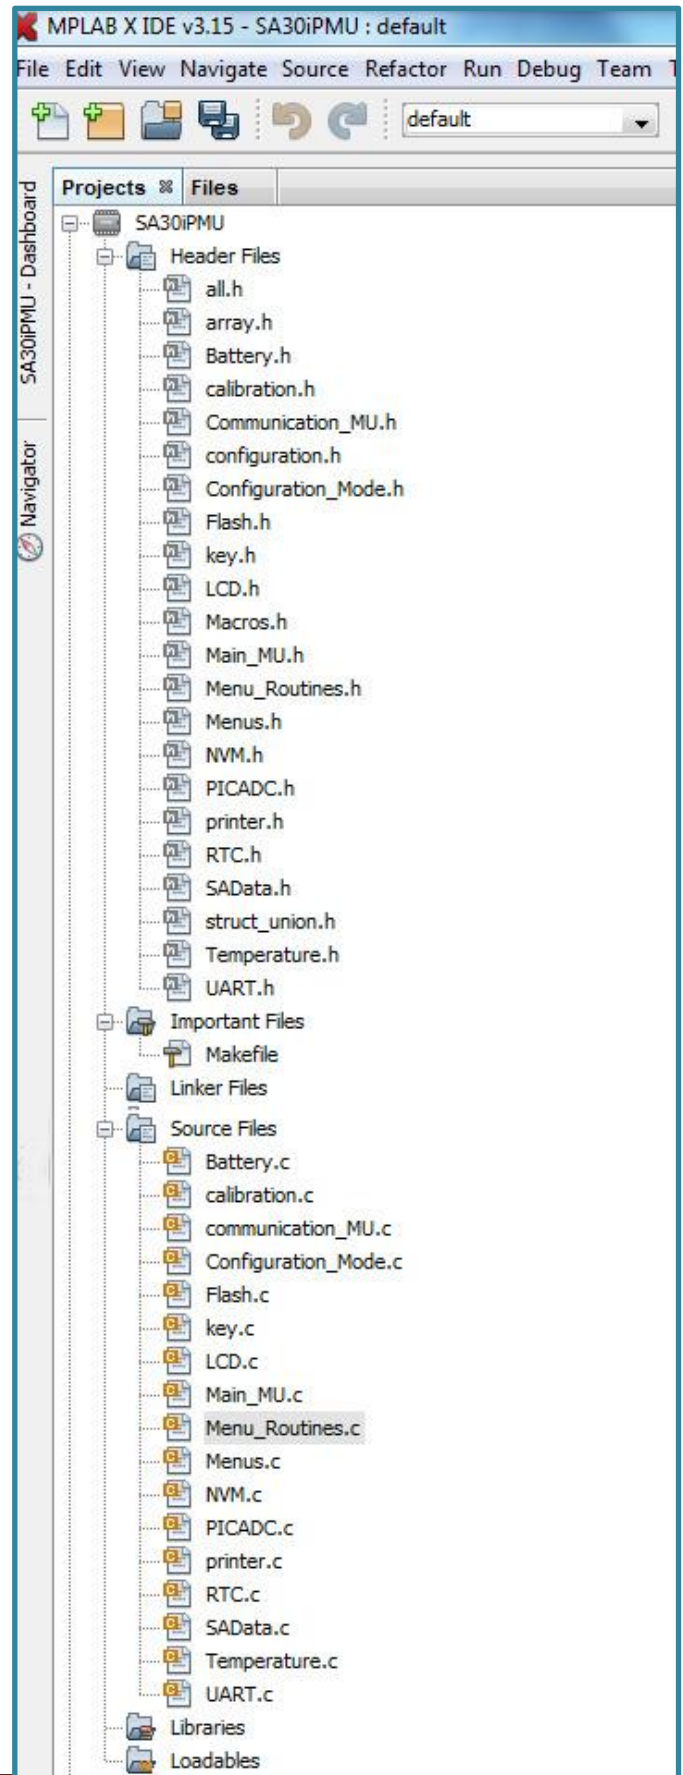 MPLAB X IDE v3.15 - SA30iPMU : default
File Edit View Navigate Source Refactor Run Debug Team
default
Projects Files
SA30iPMU - Dashboard
Navigator
SA30iPMU
Header Files
all.h
array.h
Battery.h
calibration.h
Communication_MU.h
configuration.h
Configuration_Mode.h
Flash.h
key.h
LCD.h
Macros.h
Main_MU.h
Menu_Routines.h
Menus.h
NVM.h
PICADC.h
printer.h
RTC.h
SAData.h
struct_union.h
Temperature.h
UART.h
Important Files
Makefile
Linker Files
Source Files
Battery.c
calibration.c
communication_MU.c
Configuration_Mode.c
Flash.c
key.c
LCD.c
Main_MU.c
Menu_Routines.c
Menus.c
NVM.c
PICADC.c
printer.c
RTC.c
SAData.c
Temperature.c
UART.c
Libraries
Loadables